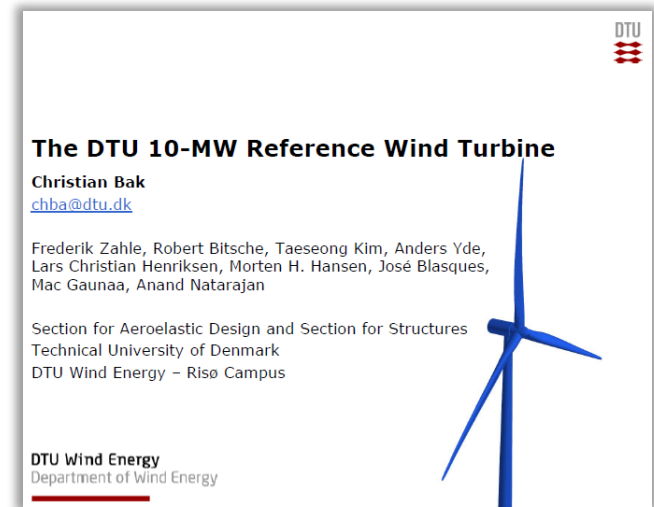 DTU
The DTU 10-MW Reference Wind Turbine
Christian Bak
chba@dtu.dk
Frederik Zahle, Robert Bitsche, Taeseong Kim, Anders Yde,
Lars Christian Henriksen, Morten H. Hansen, José Blasques,
Mac Gaunaa, Anand Natarajan
Section for Aeroelastic Design and Section for Structures
Technical University of Denmark
DTU Wind Energy – Risø Campus
DTU Wind Energy
Department of Wind Energy